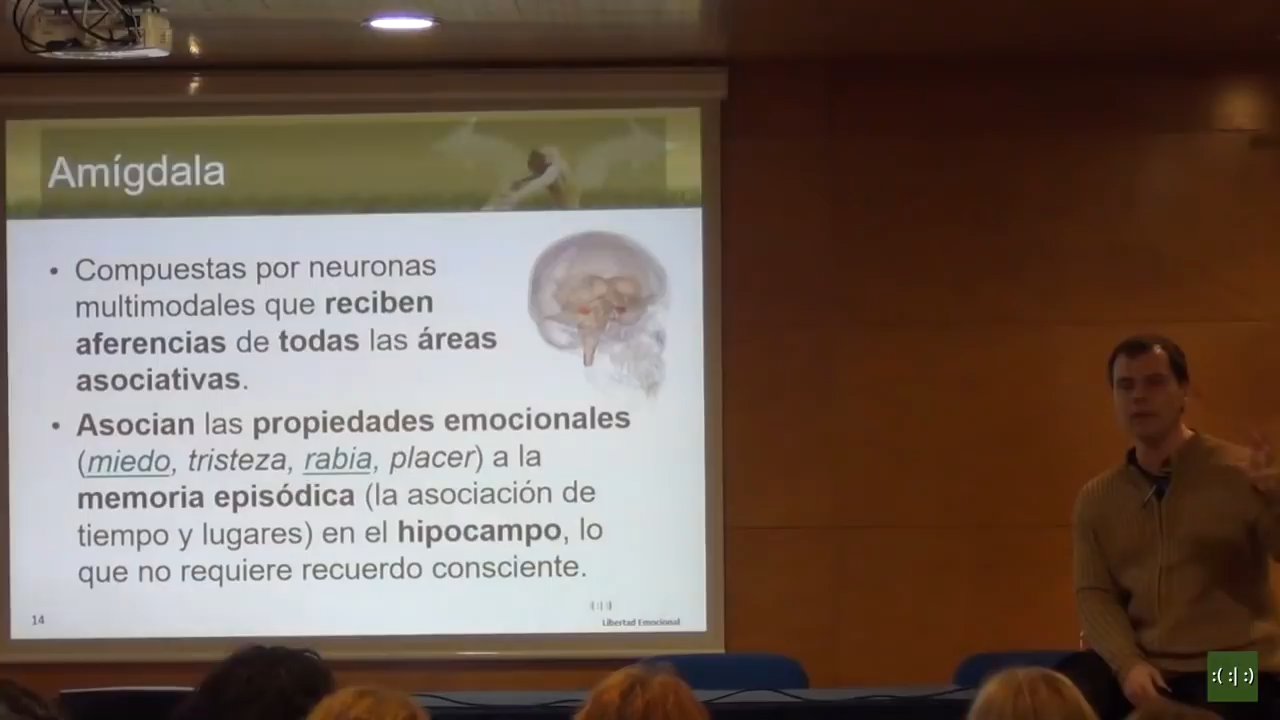 Amígdala
• Compuestas por neuronas
multimodales que reciben
aferencias de todas las áreas
asociativas.
• Asocian las propiedades emocionales
(miedo, tristeza, rabia, placer) a la
memoria episódica (la asociación de
tiempo y lugares) en el hipocampo, lo
que no requiere recuerdo consciente.
14
:(:|:)
Libertad Emocional
:( :| :)